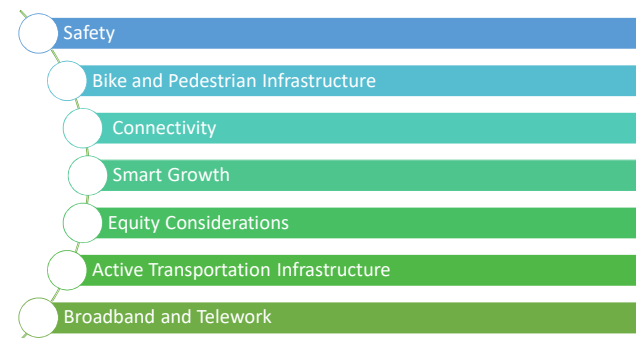 Safety
Bike and Pedestrian Infrastructure
Connectivity
Smart Growth
Equity Considerations
Active Transportation Infrastructure
Broadband and Telework